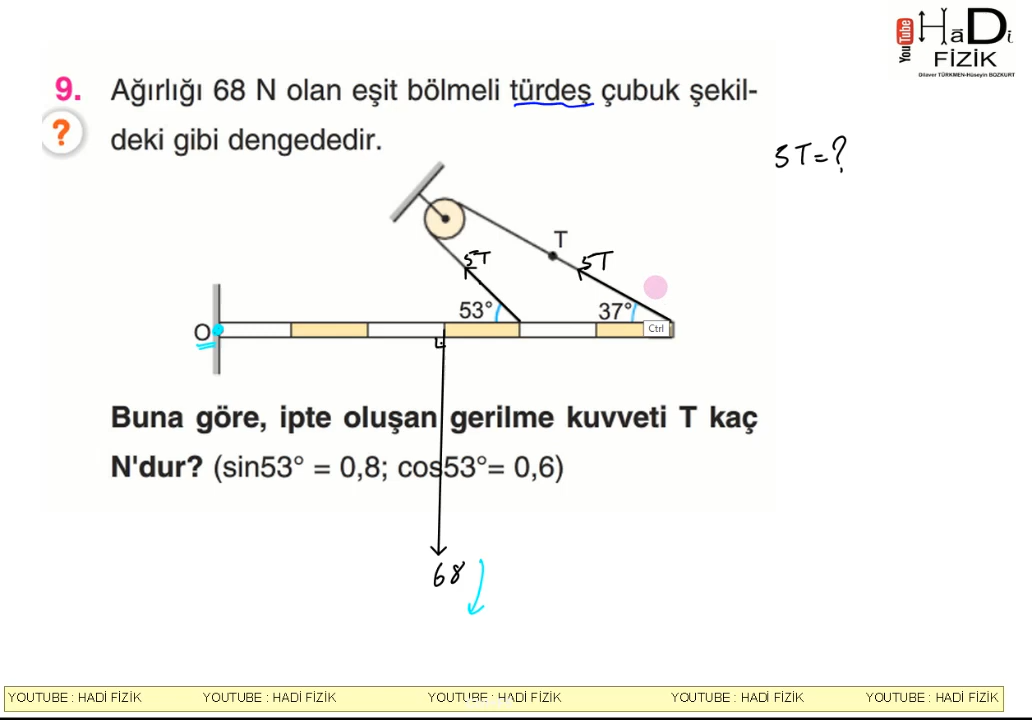 You Tube HāDi
FİZİK
Dilaver TÜRKMEN-Hüseyin BOZKURT
9. Ağırlığı 68 N olan eşit bölmeli türdeş çubuk şekil-
? deki gibi dengededir.
5T=?
T
5T
5T
53°
37°
O
Ctrl
Buna göre, ipte oluşan gerilme kuvveti T kaç
N'dur? (sin53° = 0,8; cos53°= 0,6)
68
YOUTUBE : HADİ FİZİK YOUTUBE : HADİ FİZİK YOUTUBE : HADİ FİZİK YOUTUBE : HADİ FİZİK YOUTUBE : HADİ FİZİK